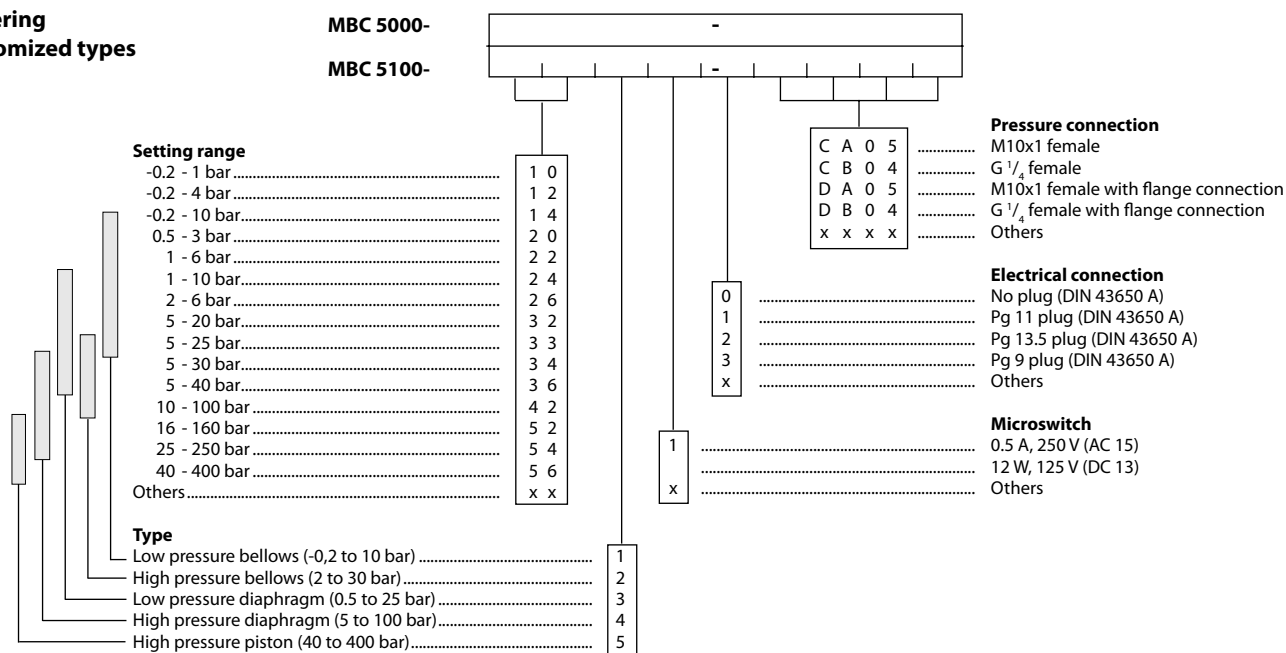 ering
omized types
MBC 5000- -
MBC 5100- -
Setting range
-0.2 - 1 bar ........ 1 0
-0.2 - 4 bar ........ 1 2
-0.2 - 10 bar ........ 1 4
0.5 - 3 bar ........ 2 0
1 - 6 bar ........ 2 2
1 - 10 bar ........ 2 4
2 - 6 bar ........ 2 6
5 - 20 bar ........ 3 2
5 - 25 bar ........ 3 3
5 - 30 bar ........ 3 4
5 - 40 bar ........ 3 6
10 - 100 bar ........ 4 2
16 - 160 bar ........ 5 2
25 - 250 bar ........ 5 4
40 - 400 bar ........ 5 6
Others ........ x x
Type
Low pressure bellows (-0,2 to 10 bar) ........ 1
High pressure bellows (2 to 30 bar) ........ 2
Low pressure diaphragm (0.5 to 25 bar) ........ 3
High pressure diaphragm (5 to 100 bar) ........ 4
High pressure piston (40 to 400 bar) ........ 5
Pressure connection
C A 0 5 ........ M10x1 female
C B 0 4 ........ G 1/4 female
D A 0 5 ........ M10x1 female with flange connection
D B 0 4 ........ G 1/4 female with flange connection
x x x x ........ Others
Electrical connection
0 ........ No plug (DIN 43650 A)
1 ........ Pg 11 plug (DIN 43650 A)
2 ........ Pg 13.5 plug (DIN 43650 A)
3 ........ Pg 9 plug (DIN 43650 A)
x ........ Others
Microswitch
1 ........ 0.5 A, 250 V (AC 15)
........ 12 W, 125 V (DC 13)
x ........ Others